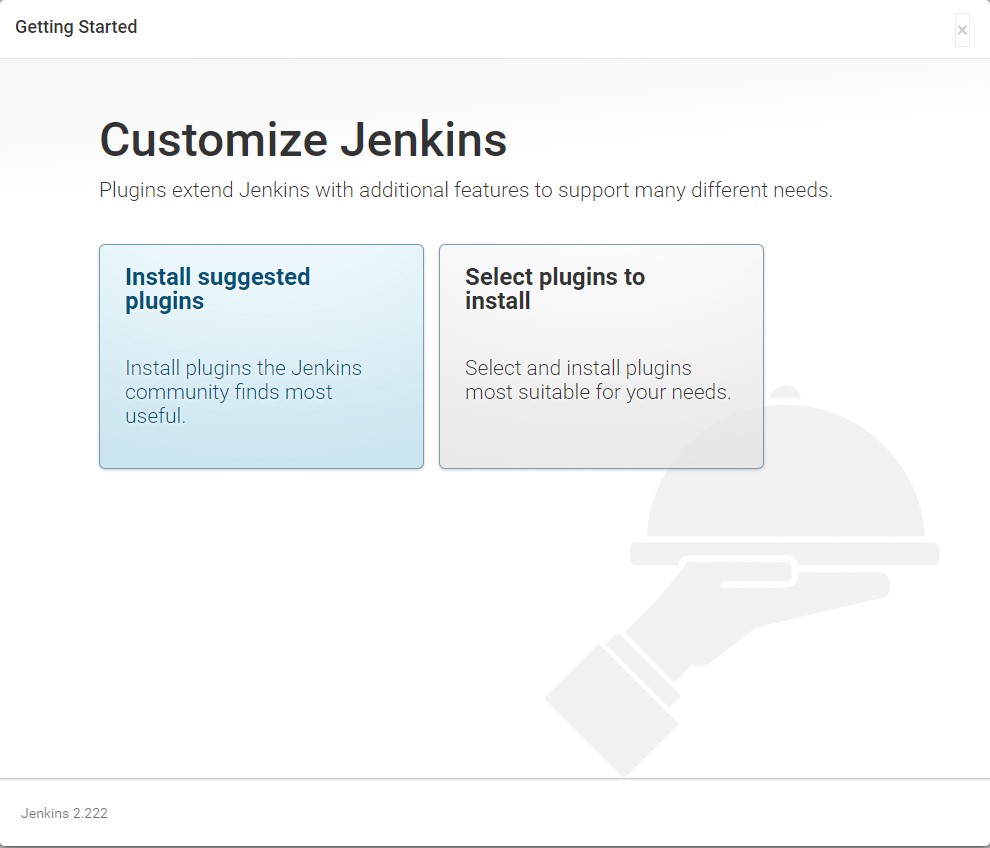 Getting Started
×
Customize Jenkins
Plugins extend Jenkins with additional features to support many different needs.
Install suggested
plugins
Install plugins the Jenkins
community finds most
useful.
Select plugins to
install
Select and install plugins
most suitable for your needs.
Jenkins 2.222